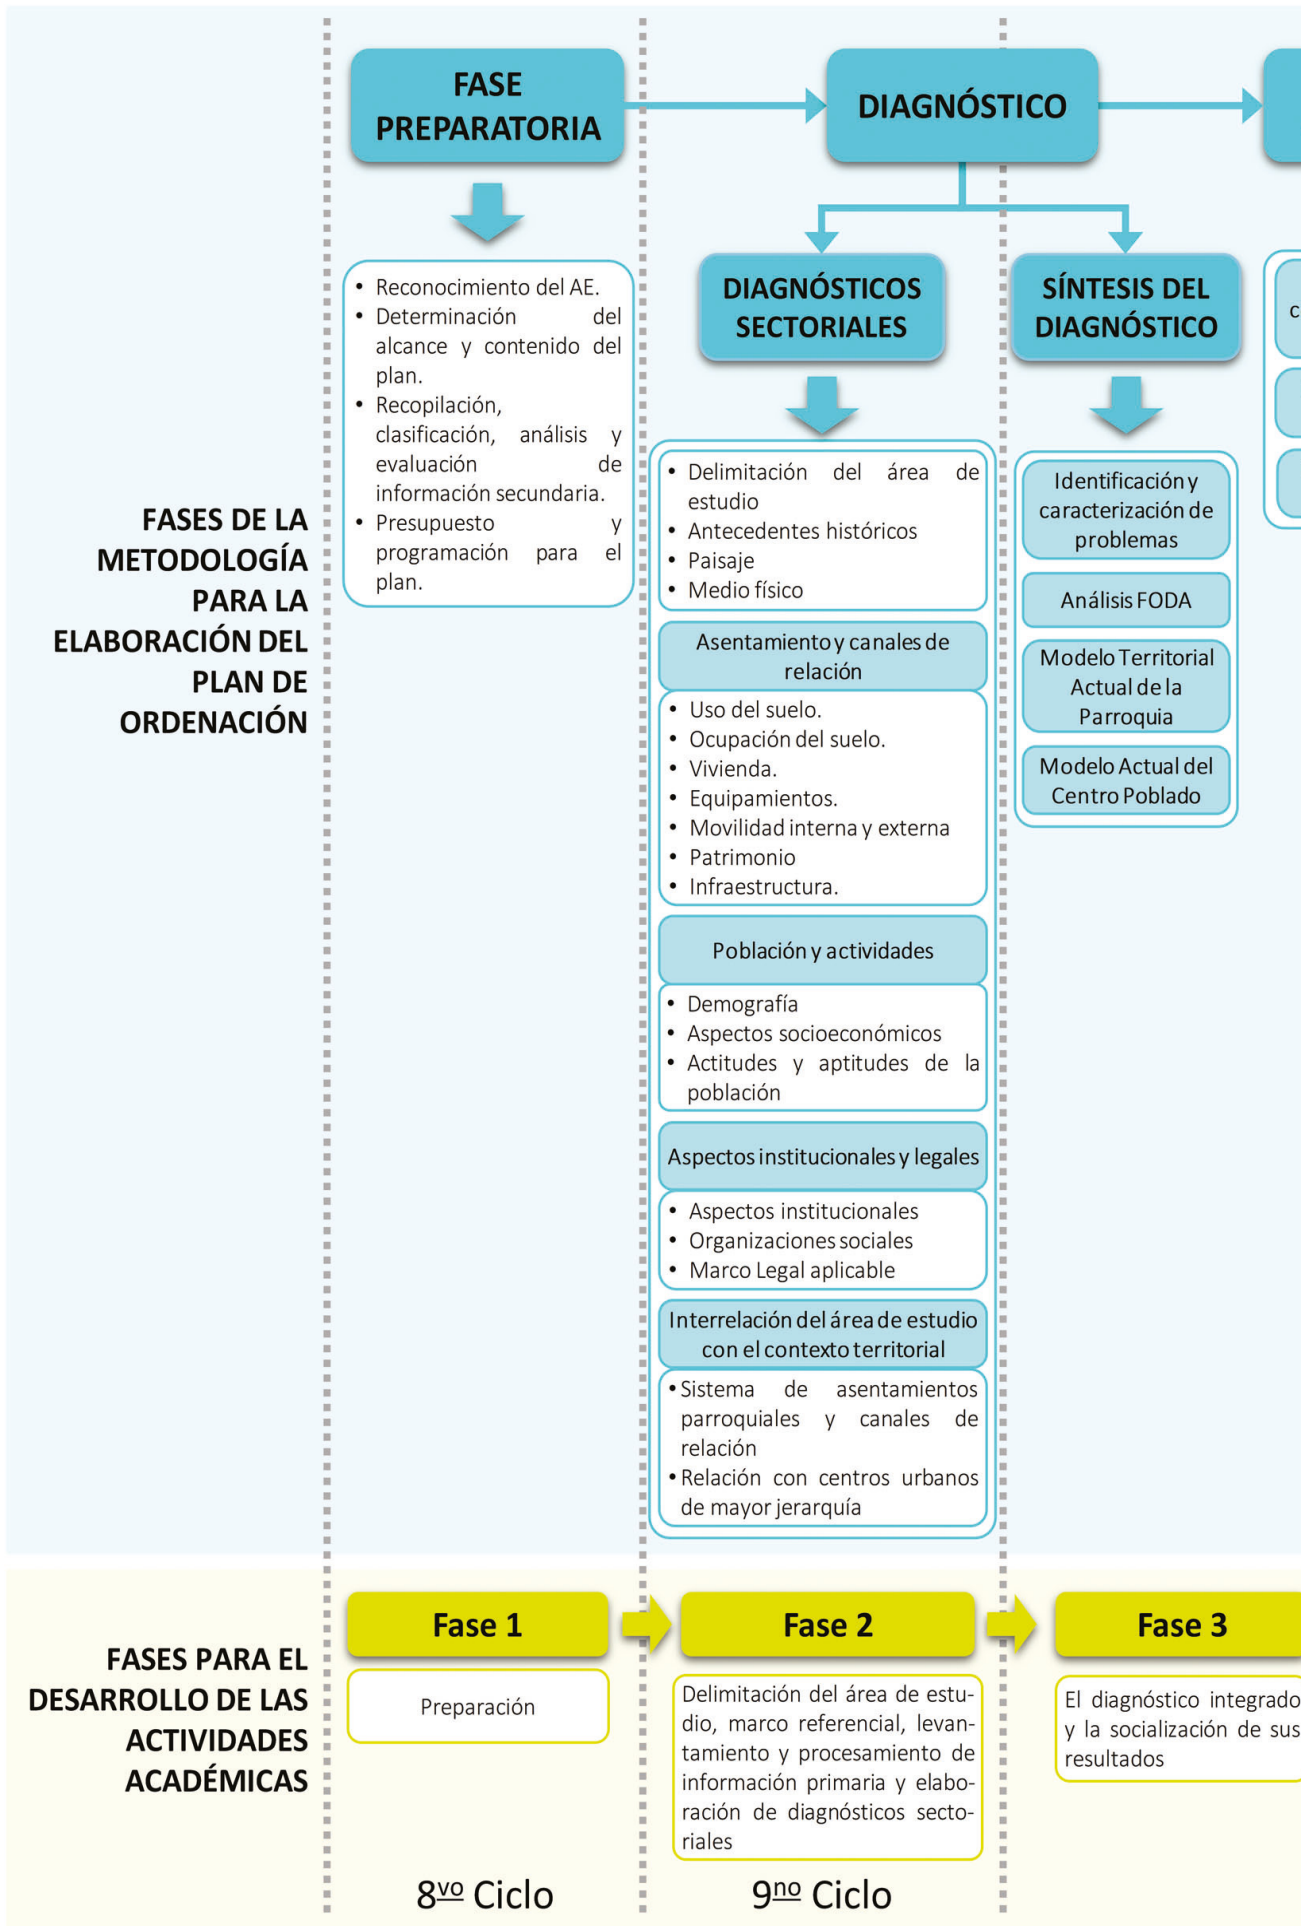 FASE
PREPARATORIA
DIAGNÓSTICO
DIAGNÓSTICOS
SECTORIALES
SÍNTESIS DEL
DIAGNÓSTICO
FASES DE LA
METODOLOGÍA
PARA LA
ELABORACIÓN DEL
PLAN DE
ORDENACIÓN
• Reconocimiento del AE.
• Determinación del
alcance y contenido del
plan.
• Recopilación,
clasificación, análisis y
evaluación de
información secundaria.
• Presupuesto y
programación para el
plan.
• Delimitación del área de
estudio
• Antecedentes históricos
• Paisaje
• Medio físico
Asentamiento y canales de
relación
• Uso del suelo.
• Ocupación del suelo.
• Vivienda.
• Equipamientos.
• Movilidad interna y externa
• Patrimonio
• Infraestructura.
Población y actividades
• Demografía
• Aspectos socioeconómicos
• Actitudes y aptitudes de la
población
Aspectos institucionales y legales
• Aspectos institucionales
• Organizaciones sociales
• Marco Legal aplicable
Interrelación del área de estudio
con el contexto territorial
• Sistema de asentamientos
parroquiales y canales de
relación
• Relación con centros urbanos
de mayor jerarquía
Identificación y
caracterización de
problemas
Análisis FODA
Modelo Territorial
Actual de la
Parroquia
Modelo Actual del
Centro Poblado
c
FASES PARA EL
DESARROLLO DE LAS
ACTIVIDADES
ACADÉMICAS
Fase 1
Preparación
8vo Ciclo
Fase 2
Delimitación del área de estu-
dio, marco referencial, levan-
tamiento y procesamiento de
información primaria y elabo-
ración de diagnósticos secto-
riales
9no Ciclo
Fase 3
El diagnóstico integrado
y la socialización de sus
resultados